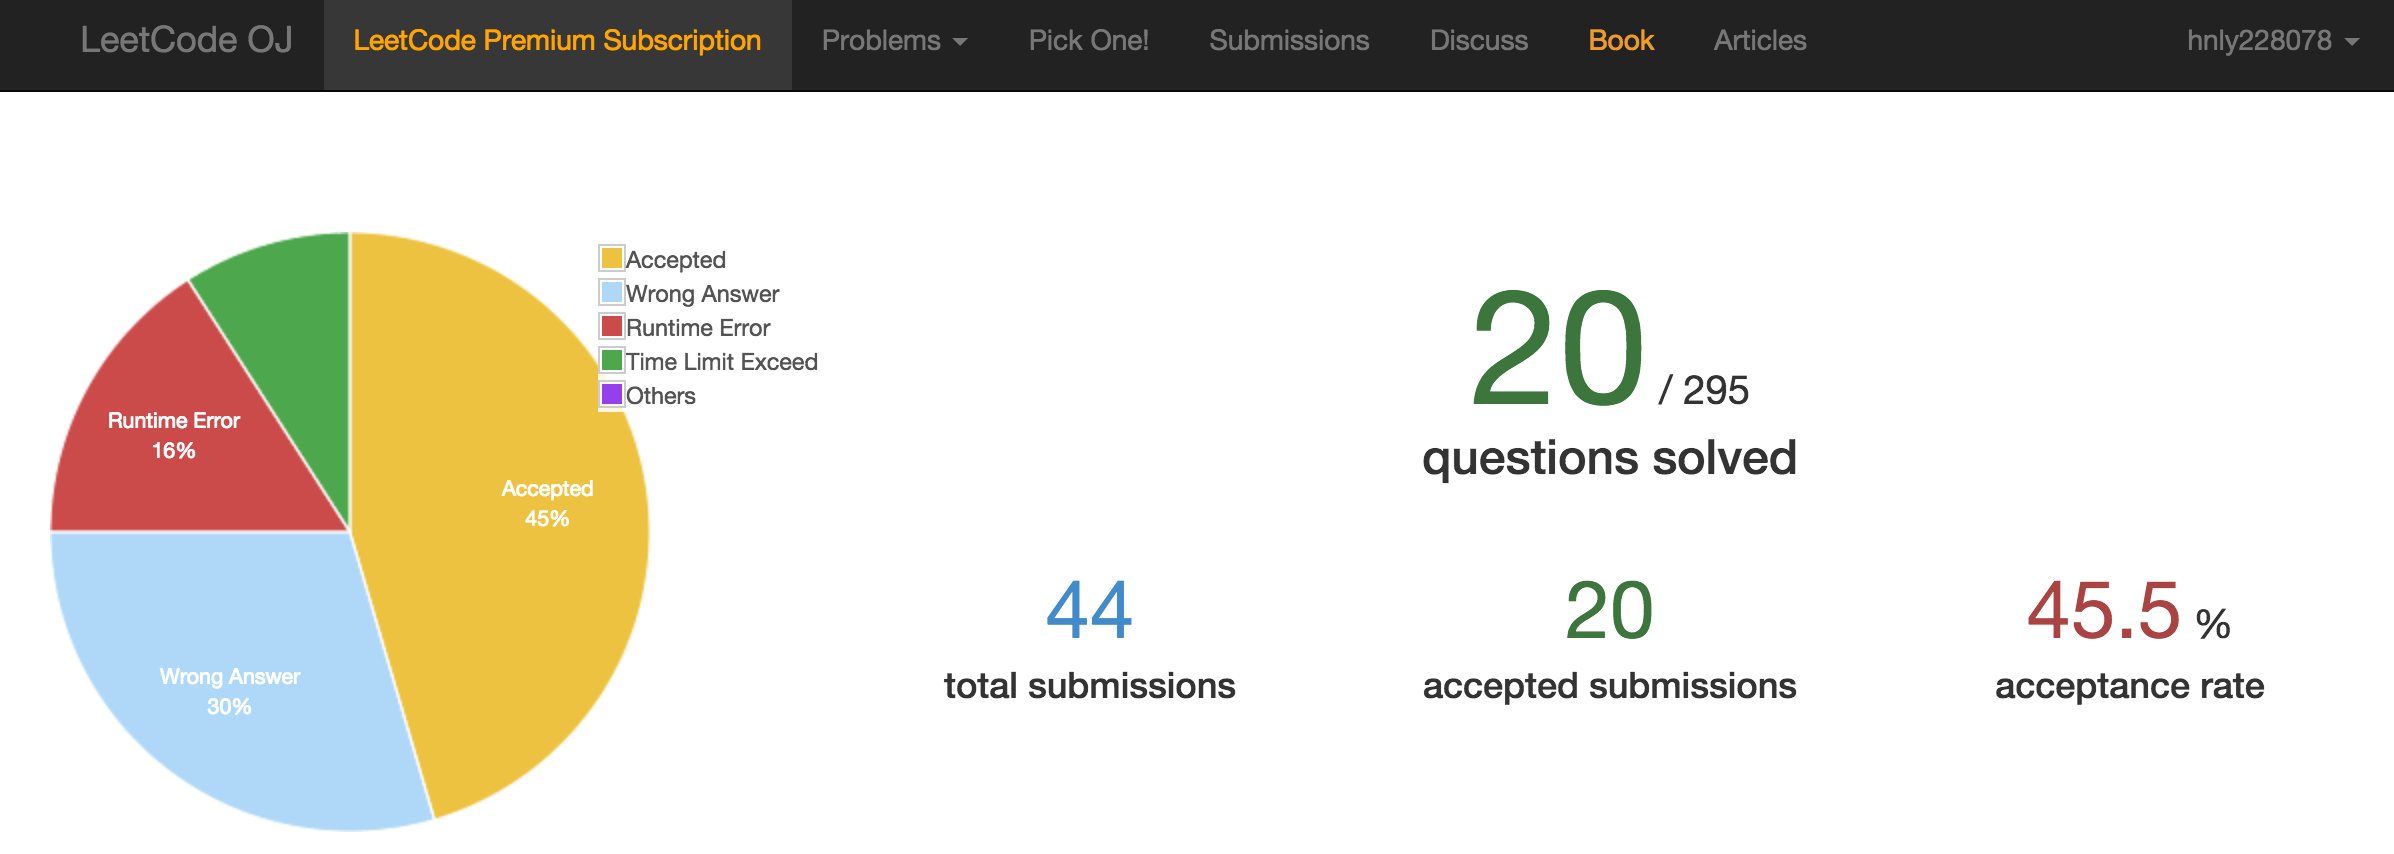 LeetCode OJ LeetCode Premium Subscription Problems Pick One! Submissions Discuss Book Articles hnly228078
Accepted
Wrong Answer
Runtime Error
Time Limit Exceed
Others
Runtime Error
16%
Accepted
45%
Wrong Answer
30%
20 / 295
questions solved
44
total submissions
20
accepted submissions
45.5 %
acceptance rate